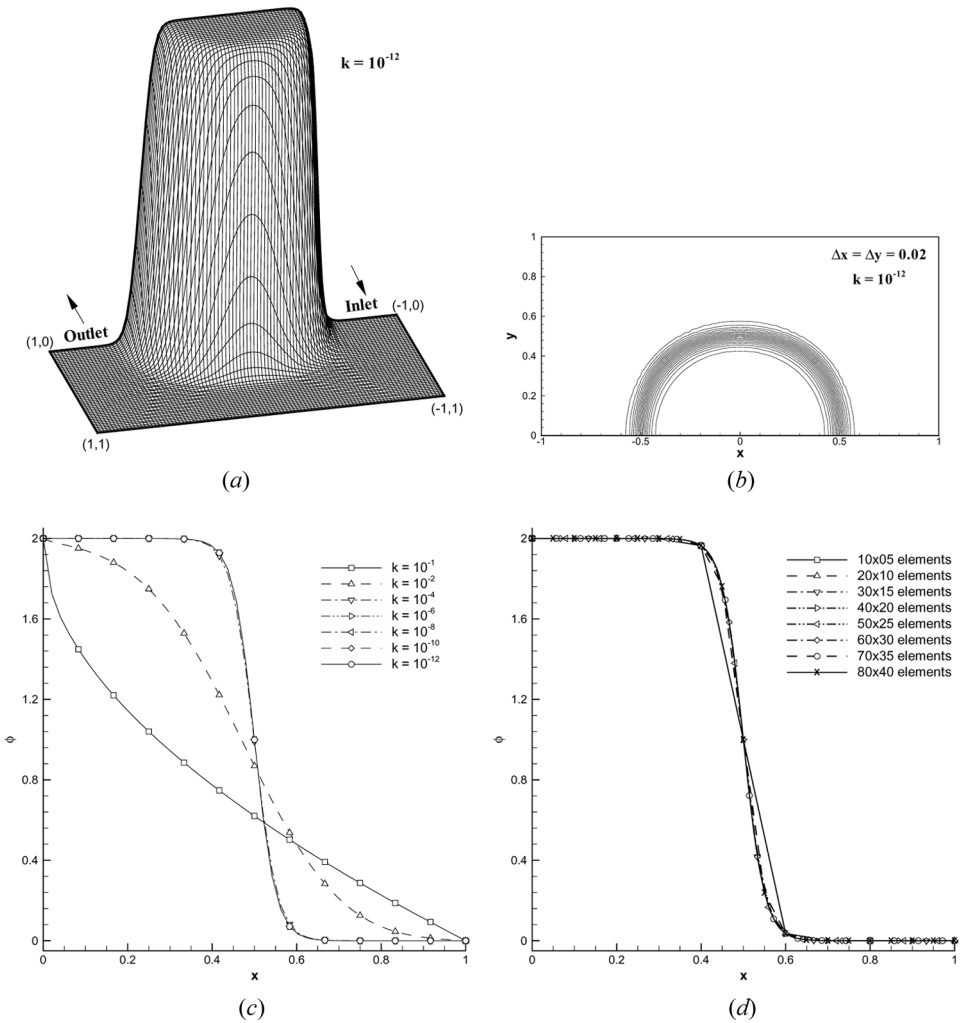 k = 10⁻¹²
Inlet
(-1,0)
Outlet
(1,0)
(-1,1)
(1,1)
(a)
Δx = Δy = 0.02
k = 10⁻¹²
y
1
0.8
0.6
0.4
0.2
0
-1
-0.5
0
0.5
1
x
(b)
2
1.6
1.2
0.8
0.4
0
ϕ
k = 10⁻¹
k = 10⁻²
k = 10⁻⁴
k = 10⁻⁶
k = 10⁻⁸
k = 10⁻¹⁰
k = 10⁻¹²
0
0.2
0.4
0.6
0.8
1
x
(c)
2
1.6
1.2
0.8
0.4
0
ϕ
10x05 elements
20x10 elements
30x15 elements
40x20 elements
50x25 elements
60x30 elements
70x35 elements
80x40 elements
0
0.2
0.4
0.6
0.8
1
x
(d)